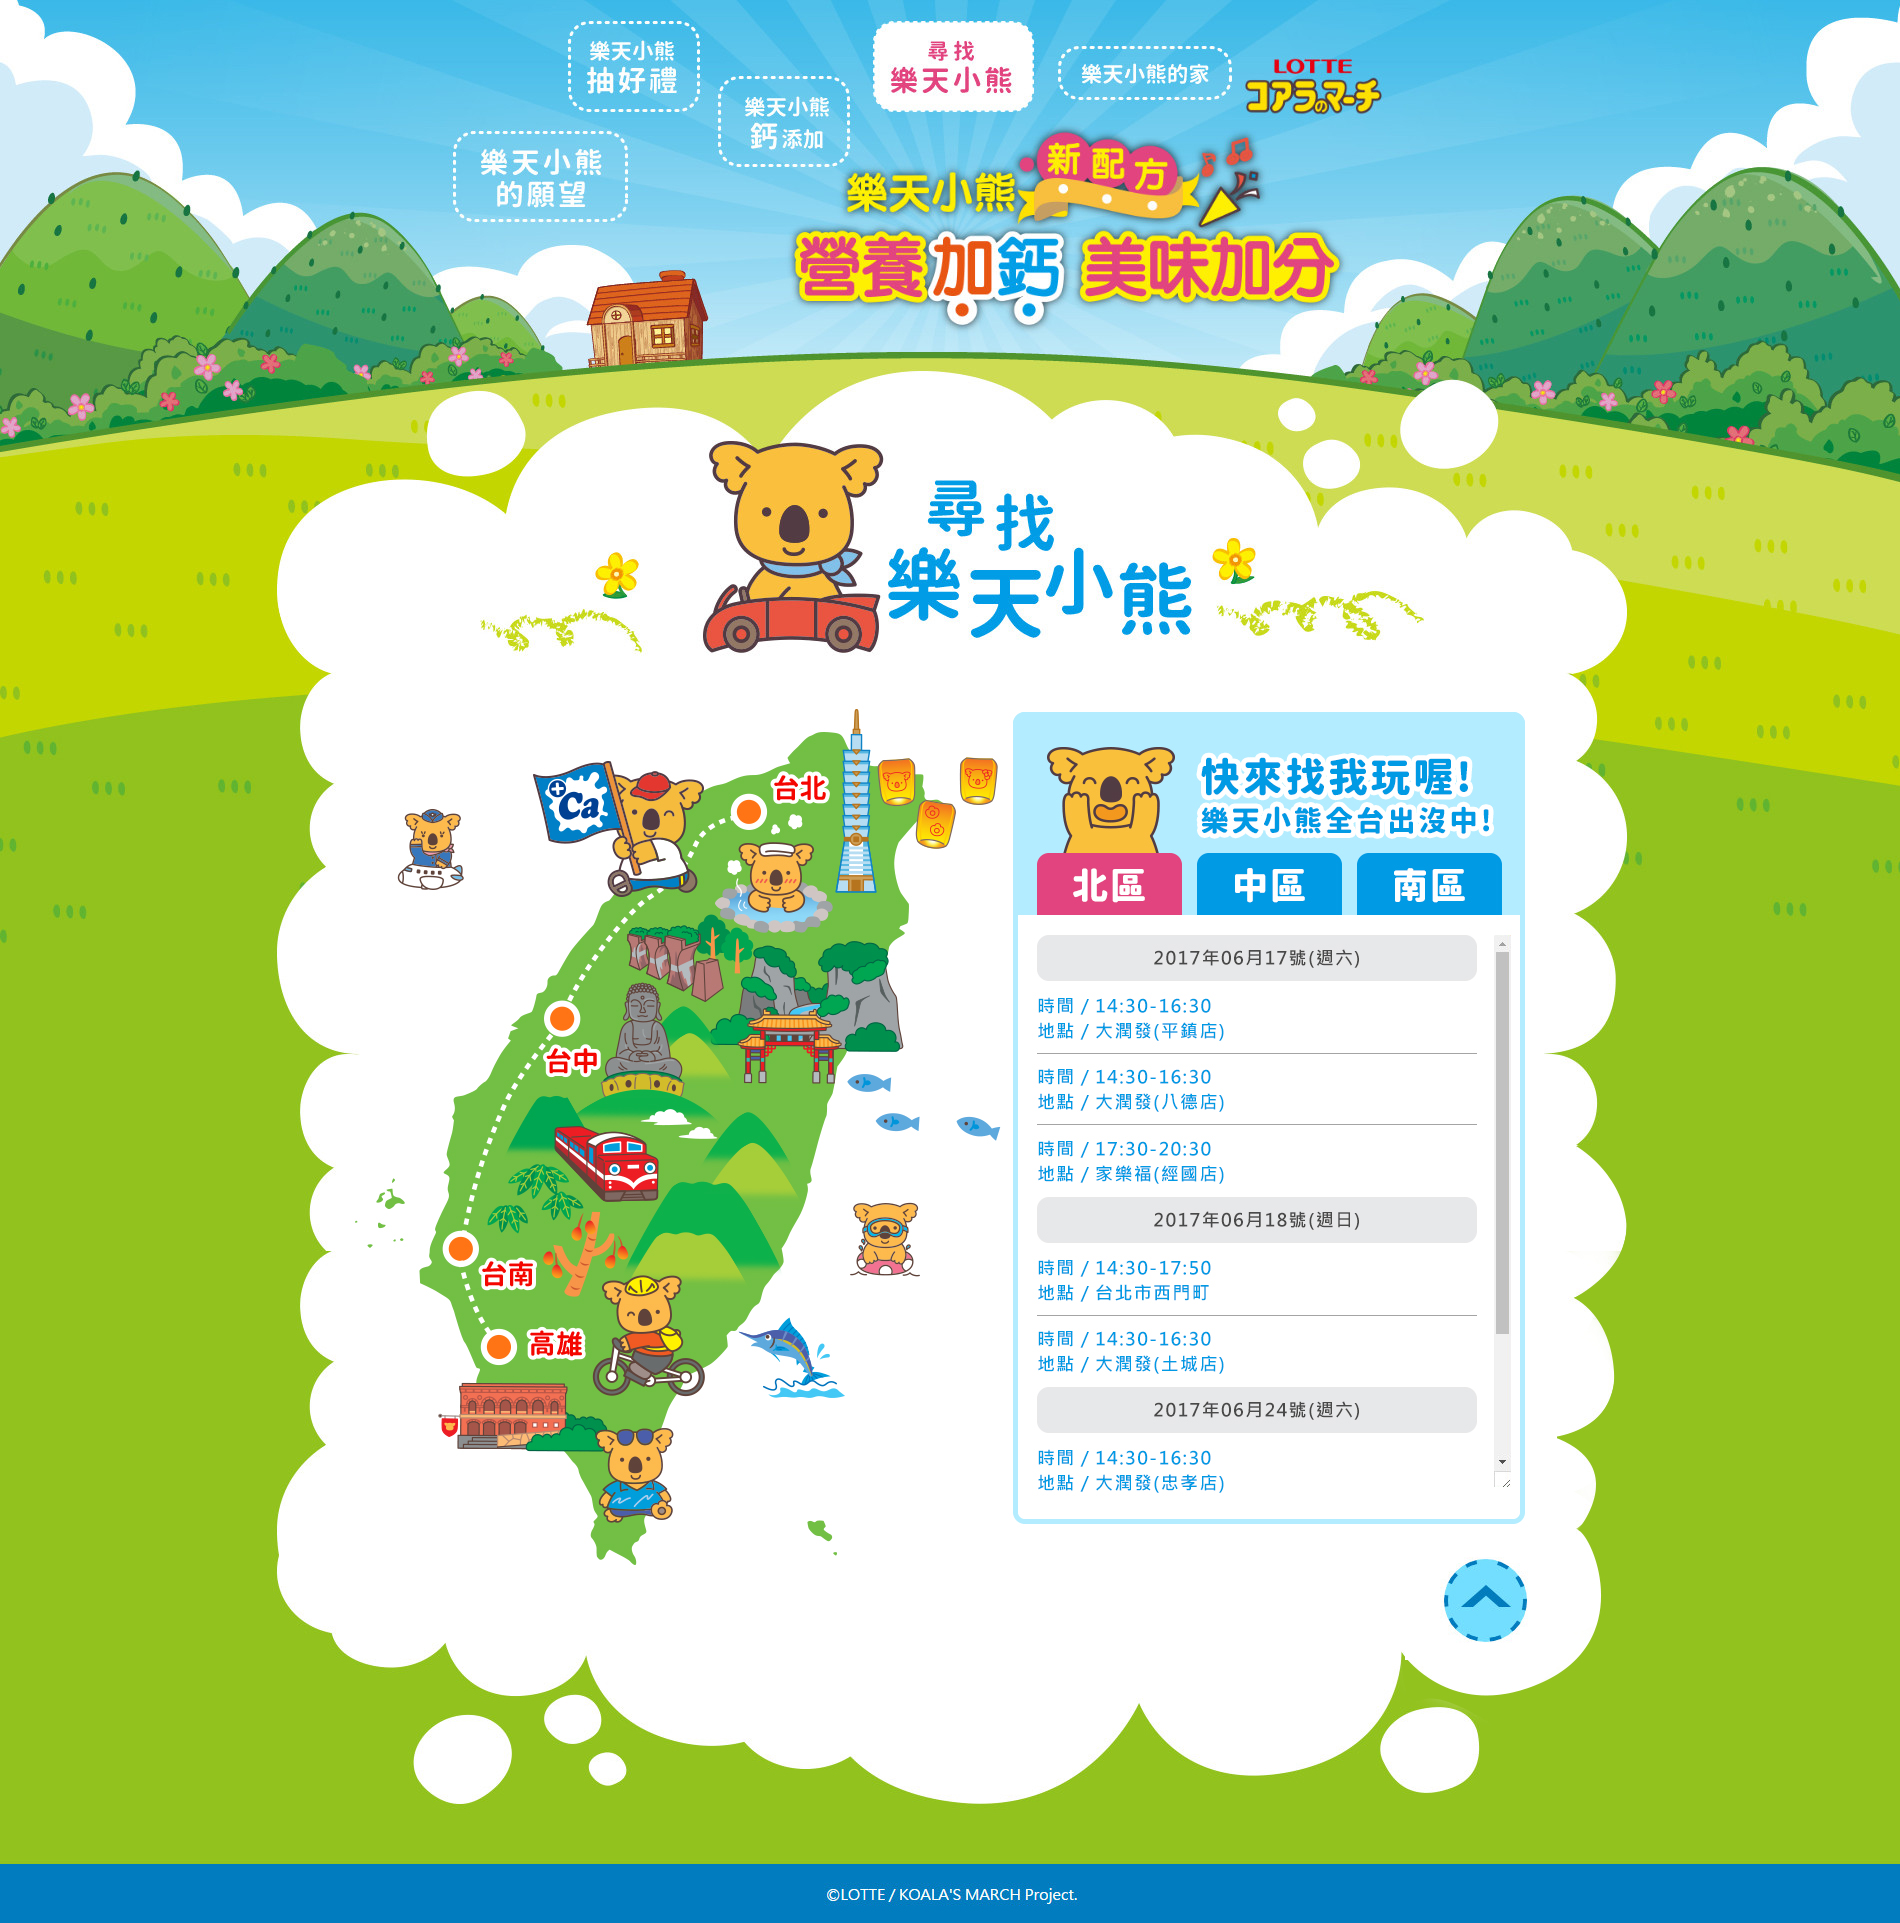 樂天小熊
抽好禮
樂天小熊
鈣添加
尋找
樂天小熊
樂天小熊的家
LOTTE
コアラのマーチ
樂天小熊
的願望
新配方
樂天小熊
營養加鈣 美味加分
尋找
樂天小熊
+Ca
台北
台中
台南
高雄
快來找我玩喔!
樂天小熊全台出沒中!
北區
中區
南區
2017年06月17號(週六)
時間 / 14:30-16:30
地點 / 大潤發(平鎮店)
時間 / 14:30-16:30
地點 / 大潤發(八德店)
時間 / 17:30-20:30
地點 / 家樂福(經國店)
2017年06月18號(週日)
時間 / 14:30-17:50
地點 / 台北市西門町
時間 / 14:30-16:30
地點 / 大潤發(土城店)
2017年06月24號(週六)
時間 / 14:30-16:30
地點 / 大潤發(忠孝店)
©LOTTE / KOALA'S MARCH Project.